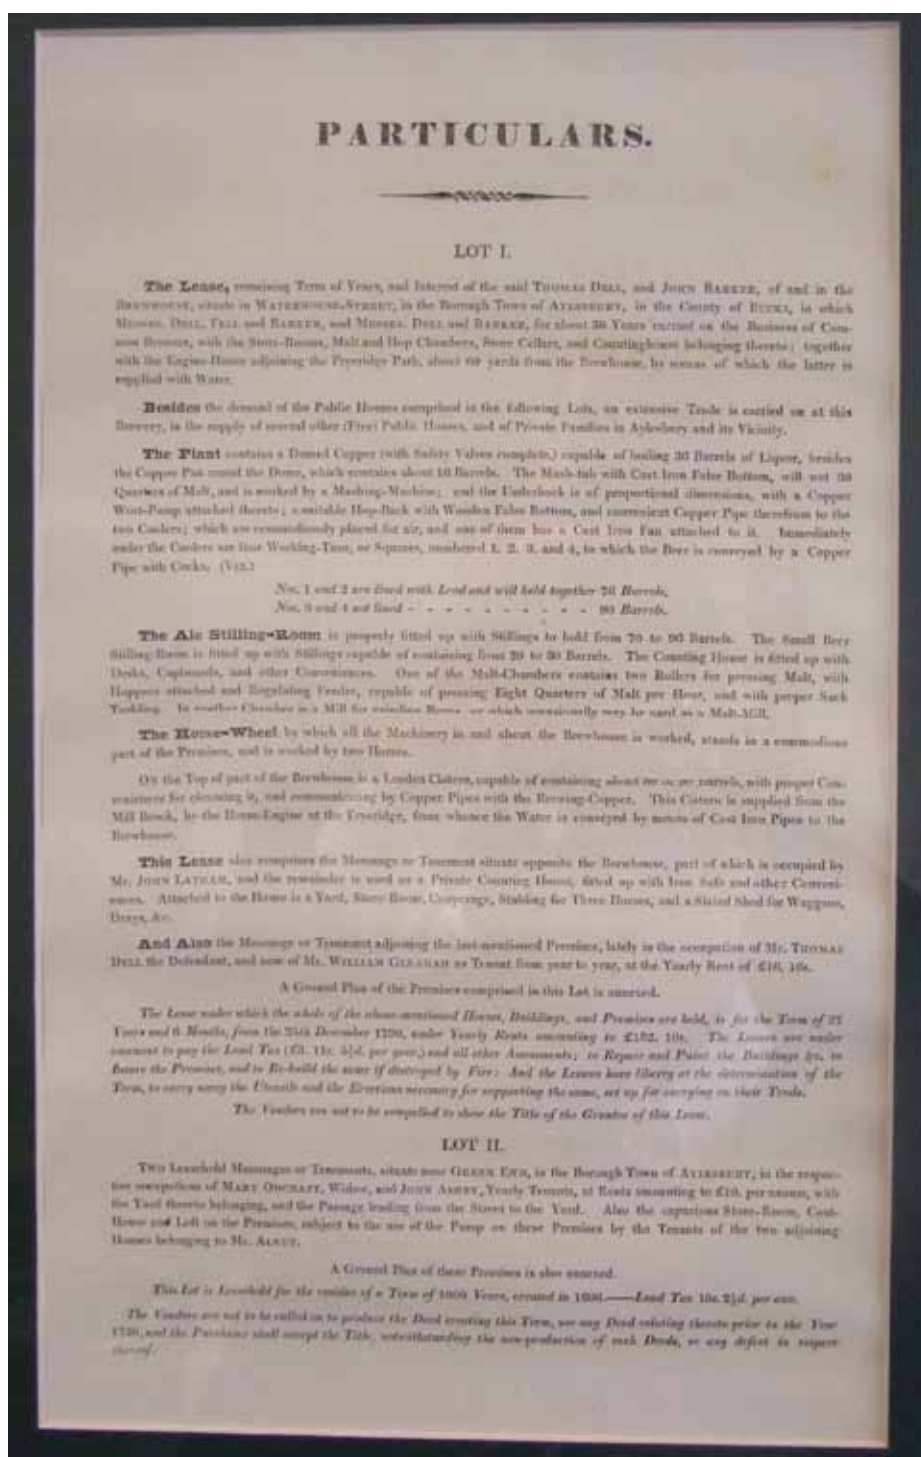 PARTICULARS.
LOT I.
The Lease, remaining Term of Years, and Interest of the said THOMAS DELL, and JOHN BARKER, of and in the
BREWHOUSE, situate in WATERHOUSE-STREET, in the Borough Town of AYLESBURY, in the County of BUCKS, in which
MESSRS. DELL, FELL and BARKER, and MESSRS. DELL and BARKER, for about 36 Years carried on the Business of Com-
mon Brewers, with the Store-Rooms, Malt and Hop Chambers, Store Cellars, and Countinghouse belonging thereto; together
with the Engine-House adjoining the Pryeridge Park, about 60 yards from the Brewhouse, by means of which the latter is
supplied with Water.
Besides the demand of the Public Houses comprised in the following Lots, an extensive Trade is carried on at this
Brewery, in the supply of several other (Free) Public Houses, and of Private Families in Aylesbury and its Vicinity.
The Plant contains a Domed Copper (with Safety Valves complete,) capable of boiling 36 Barrels of Liquor, besides
the Copper Pan round the Dome, which contains about 16 Barrels. The Mash-tub with Cast Iron False Bottom, will wet
Quarters of Malt, and is worked by a Mashing-Machine; and the Underback is of proportional dimensions, with a Copper
Wort-Pump attached thereto; a suitable Hop-Back with Wooden False Bottom, and convenient Copper Pipe therefrom to the
two Coolers; which are commodiously placed for air, and one of them has a Cast Iron Fan attached to it. Immediately
under the Coolers are four Working-Tuns, or Squares, numbered 1, 2, 3, and 4, to which the Beer is conveyed by a Copper
Pipe with Cocks. (VIZ.)
Nos. 1 and 2 are lined with Lead and will hold together 76 Barrels,
Nos. 3 and 4 not lined - - - - - - - - - - 90 Barrels.
The Ale Stilling-Room is properly fitted up with Stillings to hold from 70 to 90 Barrels. The Small Beer
Stilling-Room is fitted up with Stillings capable of containing from 20 to 30 Barrels. The Counting House is fitted up with
Desks, Cupboards, and other Conveniences. One of the Malt-Chambers contains two Rollers for pressing Malt, with
Hoppers attached and Regulating Feeder, capable of pressing Eight Quarters of Malt per Hour, and with proper Sack
Tackling. In another Chamber is a Mill for grinding Beans or which occasionally may be used as a Malt-Mill.
The Horse-Wheel by which all the Machinery in and about the Brewhouse is worked, stands in a commodious
part of the Premises, and is worked by two Horses.
On the Top of part of the Brewhouse is a Leaden Cistern, capable of containing about barrels, with proper Con-
veniences for cleansing it, and communicating by Copper Pipes with the Brewing-Copper. This Cistern is supplied from the
Mill Brook, by the Horse-Engine at the Pryeridge, from whence the Water is conveyed by means of Cast Iron Pipes to the
Brewhouse.
This Lease also comprises the Messuage or Tenement situate opposite the Brewhouse, part of which is occupied by
MR. JOHN LATHAM, and the remainder is used as a Private Counting House, fitted up with Iron Safe and other Conveni-
ences. Attached to the House is a Yard, Store Room, Cooperage, Stabling for Three Horses, and a Slated Shed for Waggons,
Drays, &c.
And Also the Messuage or Tenement adjoining the last-mentioned Premises, lately in the occupation of MR. THOMAS
DELL the Defendant, and now of MR. WILLIAM as Tenant from year to year, at the Yearly Rent of £16. 16s.
A Ground Plan of the Premises comprised in this Lot is annexed.
The Lease under which the whole of the above-mentioned Houses, Buildings, and Premises are held, is for the Term of
Years and 6 Months, from the 25th December 1790, under Yearly Rents amounting to £132. 10s. The Lessees are under
covenant to pay the Land Tax (£5. 11s. per year,) and all other Assessments; to Repair and Paint the Buildings &c. to
Insure the Premises, and to Re-build the same if destroyed by Fire: And the Lessees have liberty at the determination of the
Term, to carry away the Utensils and the Erections necessary for supporting the same, set up for carrying on their Trade.
The Vendors are not to be compelled to shew the Title of the Grantor of this Lease.
LOT II.
TWO Leasehold Messuages or Tenements, situate near GREEN END, in the Borough Town of AYLESBURY, in the respec-
tive occupations of MARY ORCHAFT, Widow, and JOHN Yearly Tenants, at Rents amounting to £10. per annum, with
the Yard thereto belonging, and the Passage leading from the Street to the Yard. Also the capacious Store-Room, Coal-
House and Loft on the Premises, subject to the use of the Pump on these Premises by the Tenants of the two adjoining
Houses belonging to MR.
A Ground Plan of these Premises is also annexed.
This Lot is Leasehold for the residue of a Term of 1000 Years, created in Land Tax 10s. 2½d. per ann.
The Vendors are not to be called on to produce the Deed creating this Term, nor any Deed relating thereto prior to the Year
and the Purchaser shall accept the Title, notwithstanding the non-production of such Deeds, or any defect in respect
thereof.